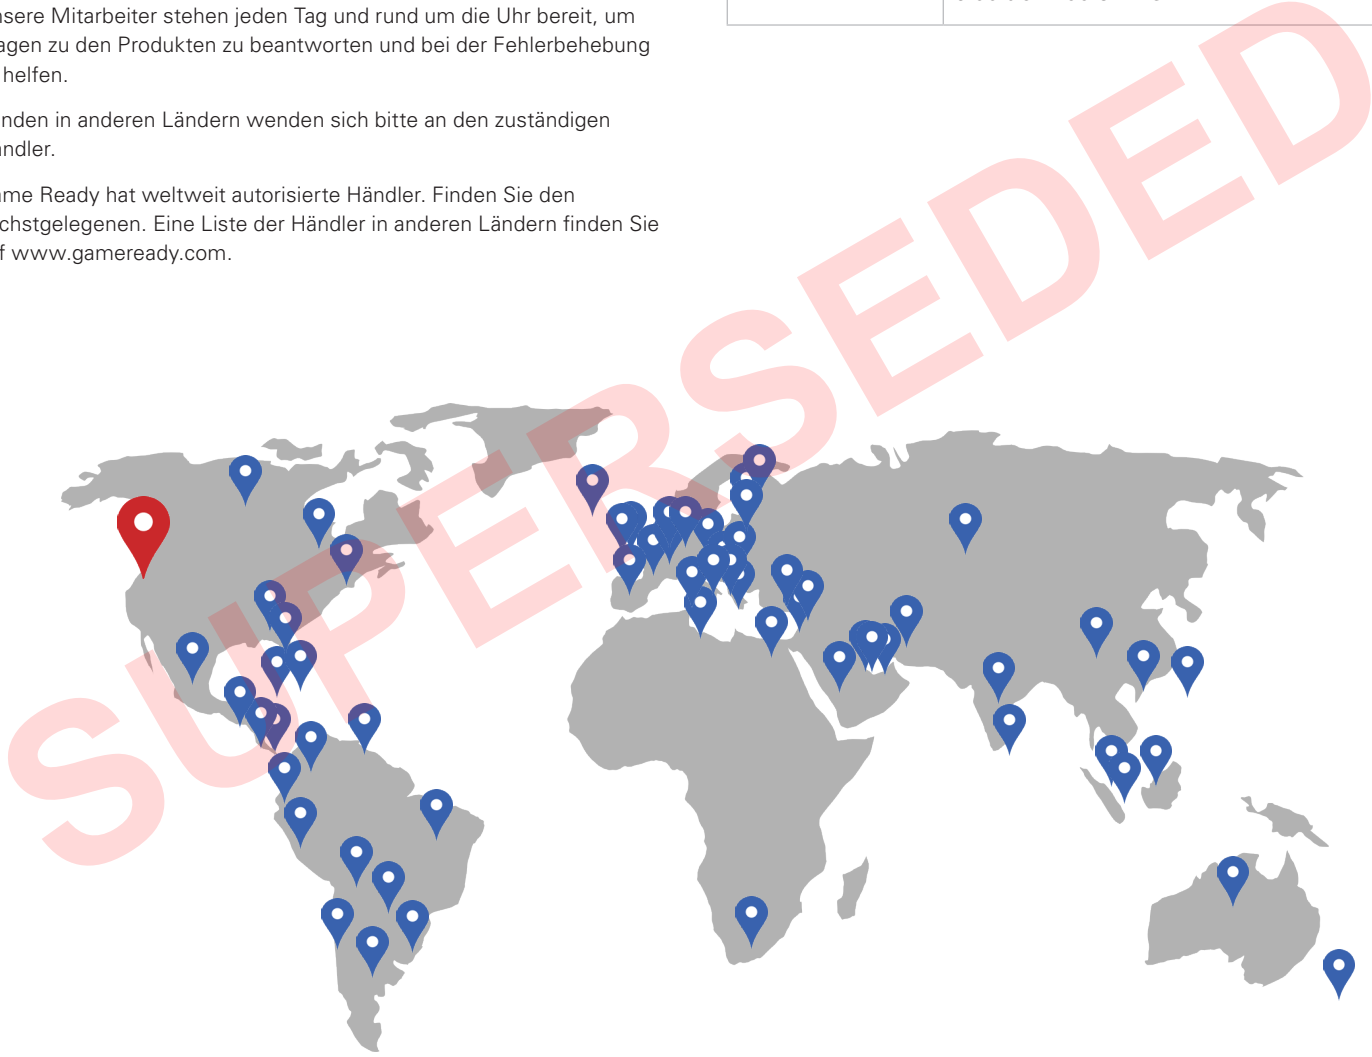 nsere Mitarbeiter stehen jeden Tag und rund um die Uhr bereit, um
agen zu den Produkten zu beantworten und bei der Fehlerbehebung
helfen.
nden in anderen Ländern wenden sich bitte an den zuständigen
ndler.
me Ready hat weltweit autorisierte Händler. Finden Sie den
chstgelegenen. Eine Liste der Händler in anderen Ländern finden Sie
f www.gameready.com.
SUPERSEDED